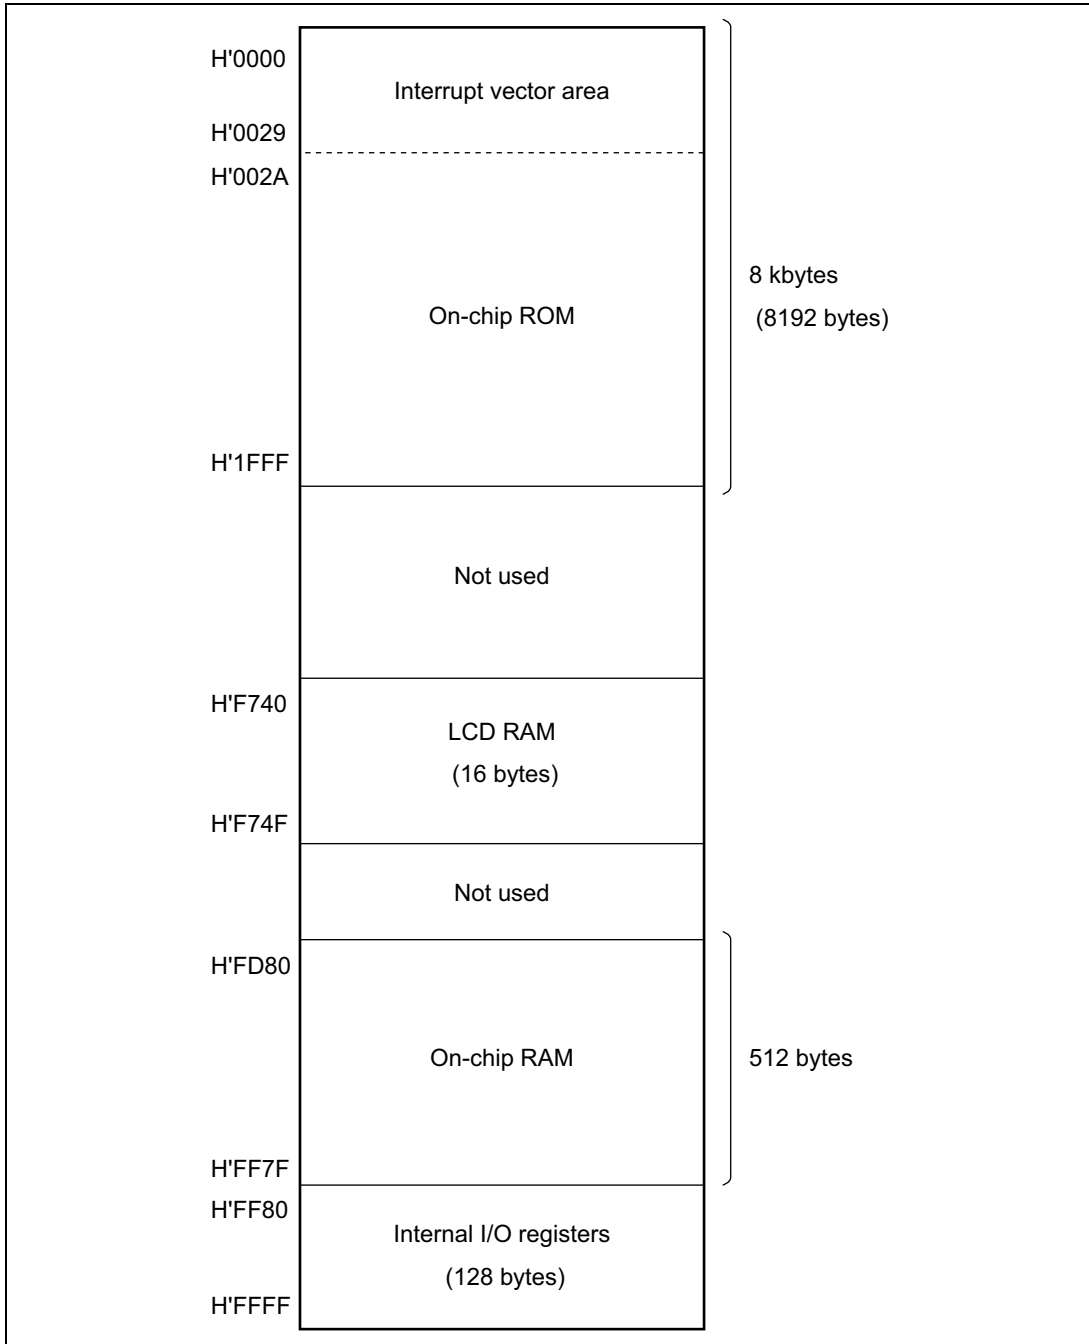 H'0000
Interrupt vector area
H'0029
H'002A
8 kbytes
(8192 bytes)
On-chip ROM
H'1FFF
Not used
H'F740
LCD RAM
(16 bytes)
H'F74F
Not used
H'FD80
On-chip RAM
512 bytes
H'FF7F
H'FF80
Internal I/O registers
(128 bytes)
H'FFFF